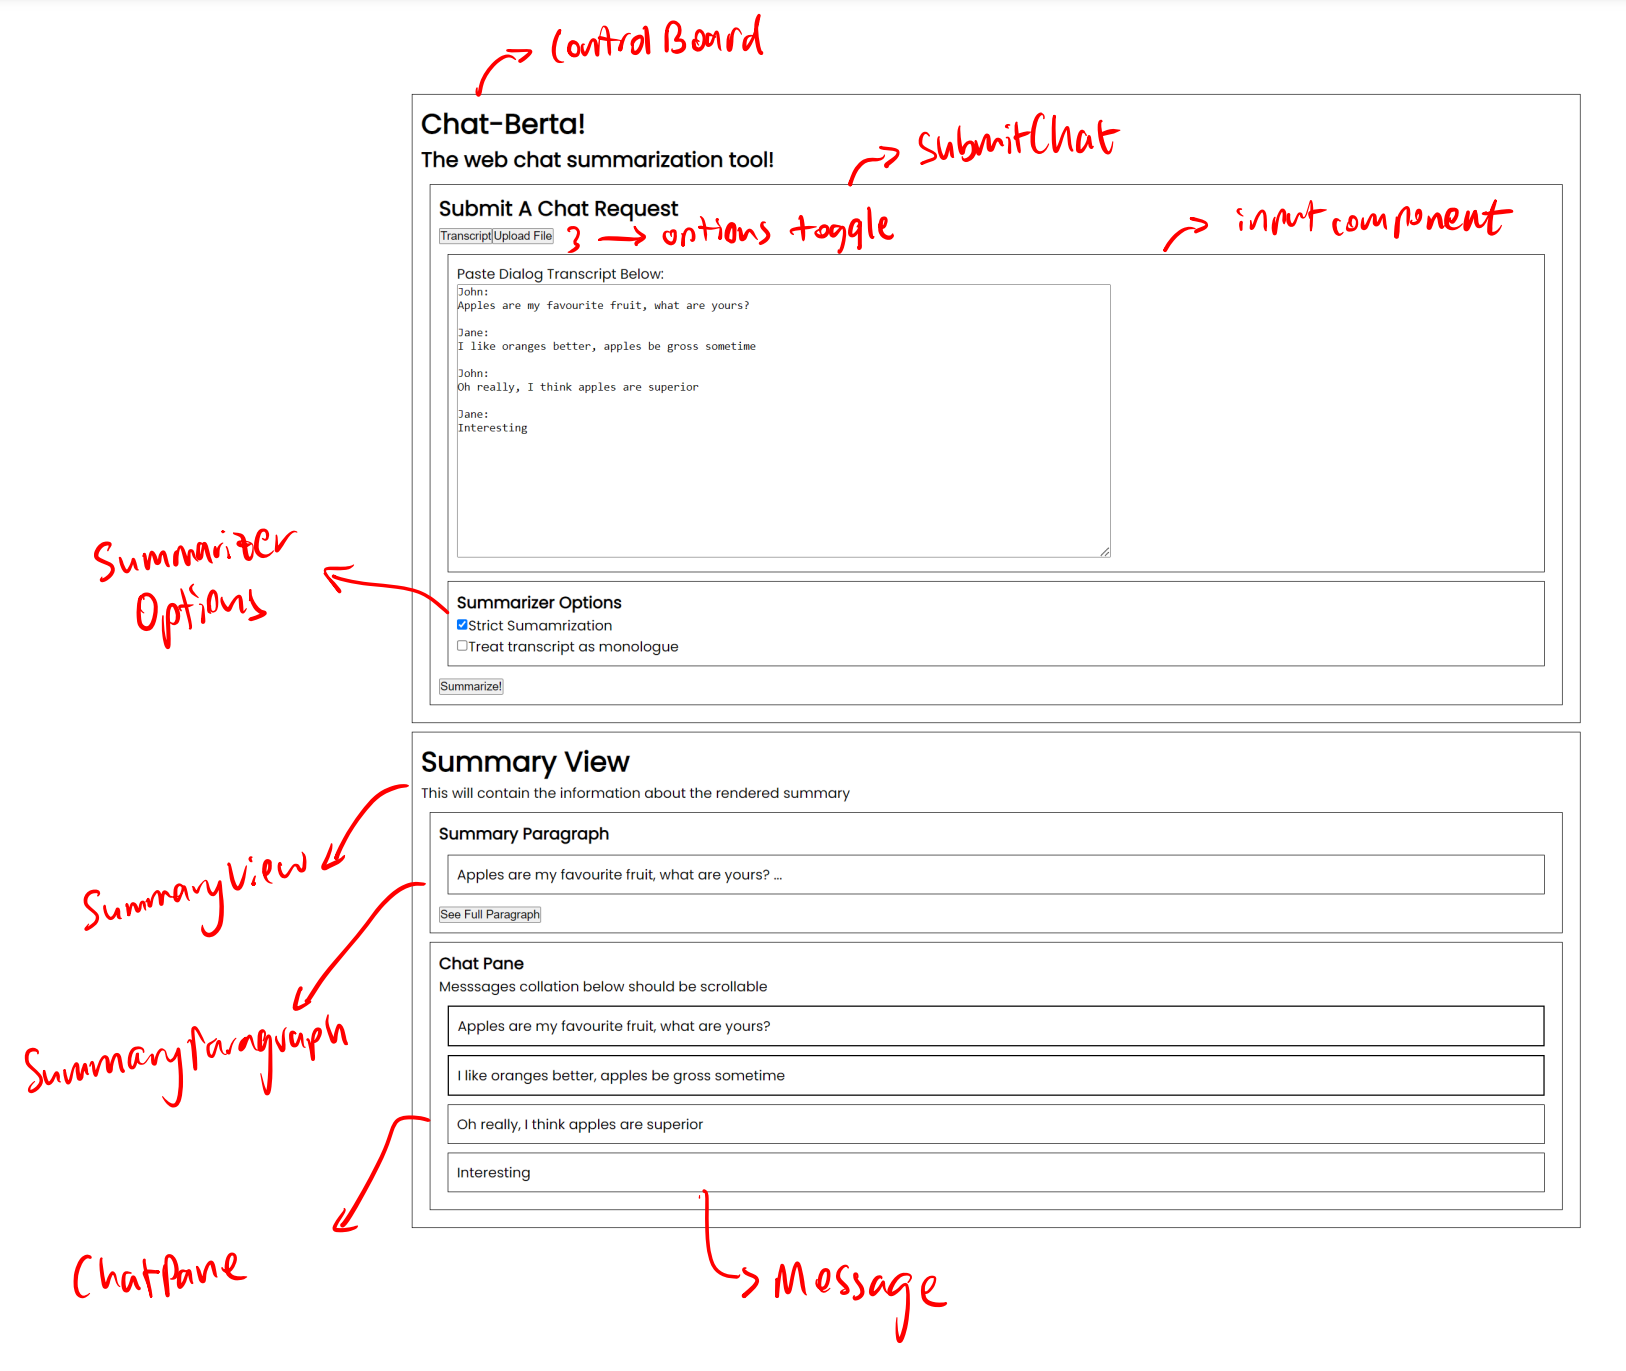 ControlBoard
Chat-Berta!
SubmitChat
The web chat summarization tool!
Submit A Chat Request
inputcomponent
Transcript Upload File
options toggle
Paste Dialog Transcript Below:
John:
Apples are my favourite fruit, what are yours?
Jane:
I like oranges better, apples be gross sometime
John:
Oh really, I think apples are superior
Jane:
Interesting
Summarizer
Options
Summarizer Options
Strict Sumamrization
Treat transcript as monologue
Summarize!
Summary View
This will contain the information about the rendered summary
Summary Paragraph
SummaryView
Apples are my favourite fruit, what are yours? ...
See Full Paragraph
Chat Pane
Messsages collation below should be scrollable
SummaryParagraph
Apples are my favourite fruit, what are yours?
I like oranges better, apples be gross sometime
Oh really, I think apples are superior
Interesting
ChatPane
Message